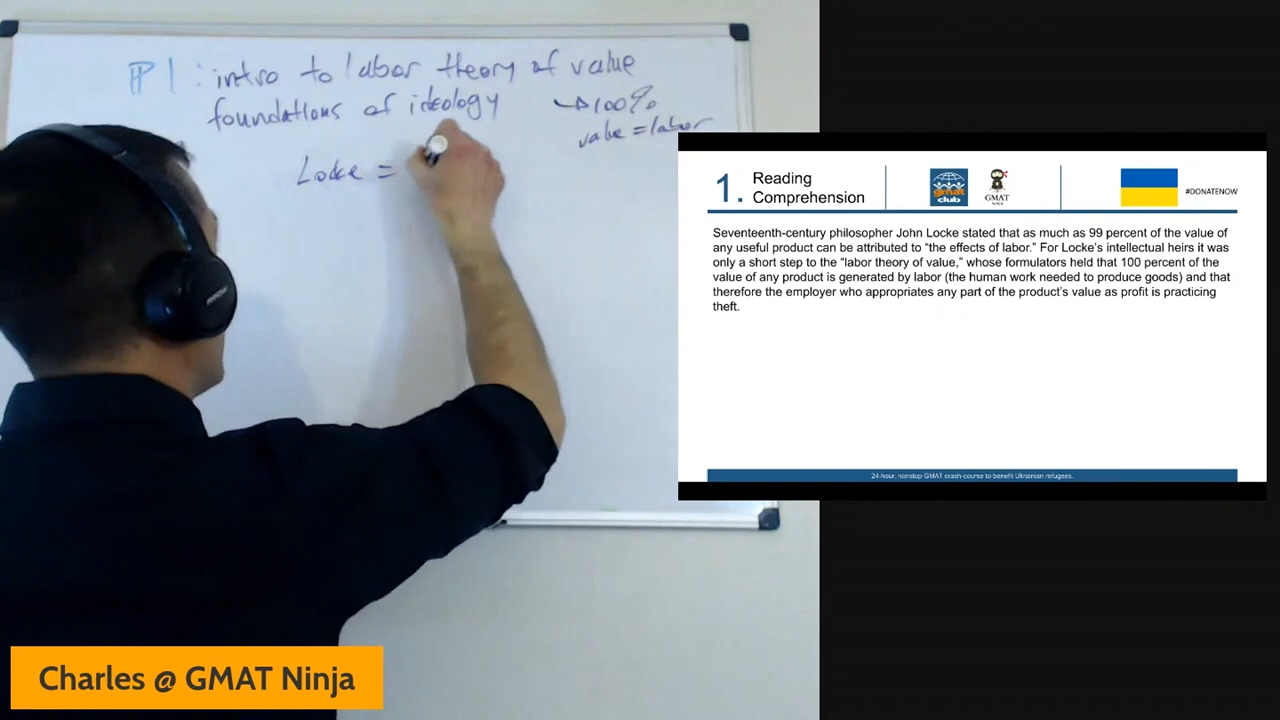 ¶ 1 : intro to labor theory of value
foundations of ideology
→ 100%
value = labor
Locke =
1. Reading
Comprehension
gmat
club
GMAT
NINJA
#DONATENOW
Seventeenth-century philosopher John Locke stated that as much as 99 percent of the value of
any useful product can be attributed to “the effects of labor.” For Locke’s intellectual heirs it was
only a short step to the “labor theory of value,” whose formulators held that 100 percent of the
value of any product is generated by labor (the human work needed to produce goods) and that
therefore the employer who appropriates any part of the product’s value as profit is practicing
theft.
24-hour, nonstop GMAT crash-course to benefit Ukrainian refugees.
Charles @ GMAT Ninja